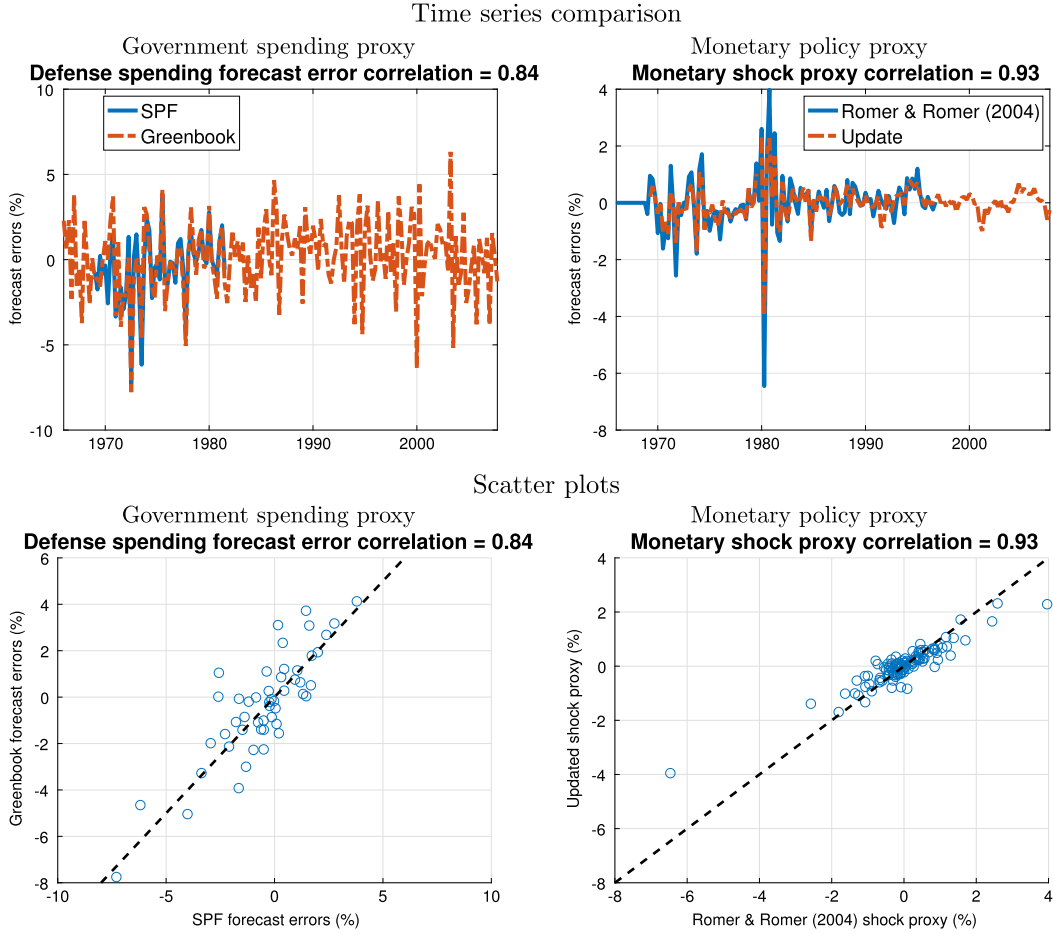 Time series comparison
Government spending proxy
Defense spending forecast error correlation = 0.84
10
5
0
-5
-10
forecast errors (%)
SPF
Greenbook
1970
1980
1990
2000
Monetary policy proxy
Monetary shock proxy correlation = 0.93
4
2
0
-2
-4
-6
-8
forecast errors (%)
Romer & Romer (2004)
Update
1970
1980
1990
2000
Scatter plots
Government spending proxy
Defense spending forecast error correlation = 0.84
6
4
2
0
-2
-4
-6
-8
Greenbook forecast errors (%)
-10
-5
0
5
10
SPF forecast errors (%)
Monetary policy proxy
Monetary shock proxy correlation = 0.93
4
2
0
-2
-4
-6
-8
Updated shock proxy (%)
-8
-6
-4
-2
0
2
4
Romer & Romer (2004) shock proxy (%)